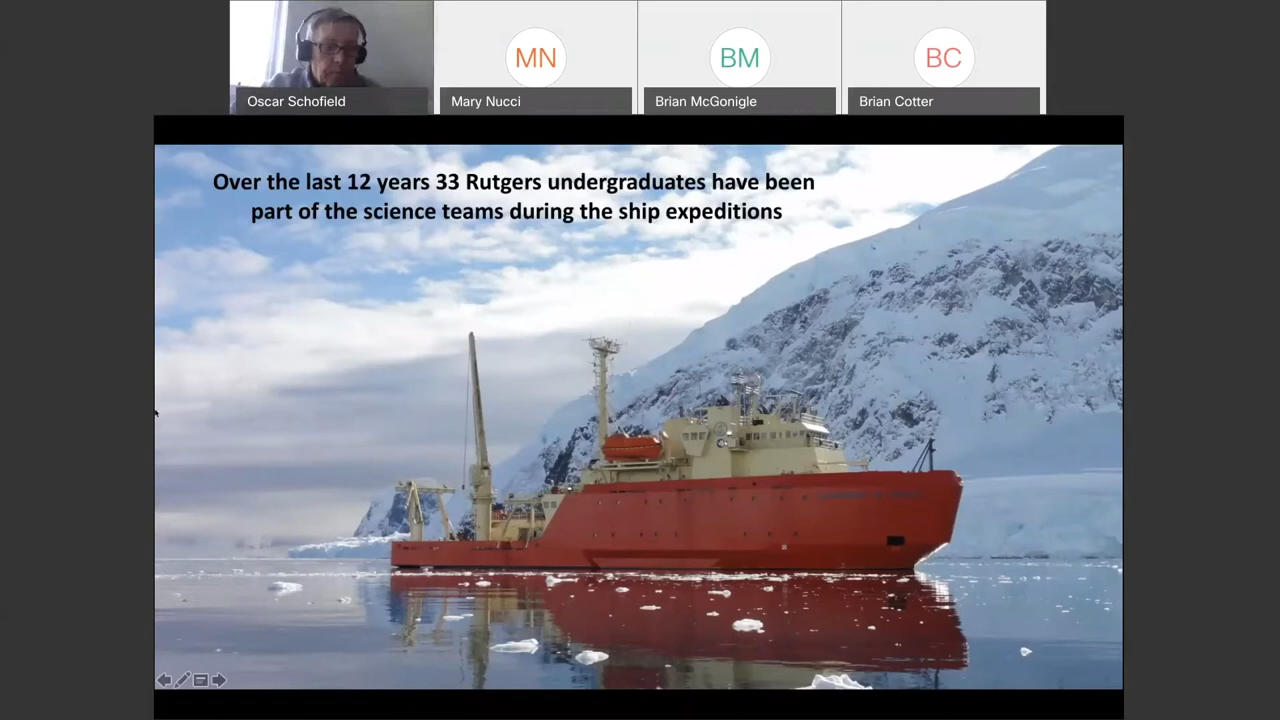 MN
BM
BC
Oscar Schofield
Mary Nucci
Brian McGonigle
Brian Cotter
Over the last 12 years 33 Rutgers undergraduates have been
part of the science teams during the ship expeditions